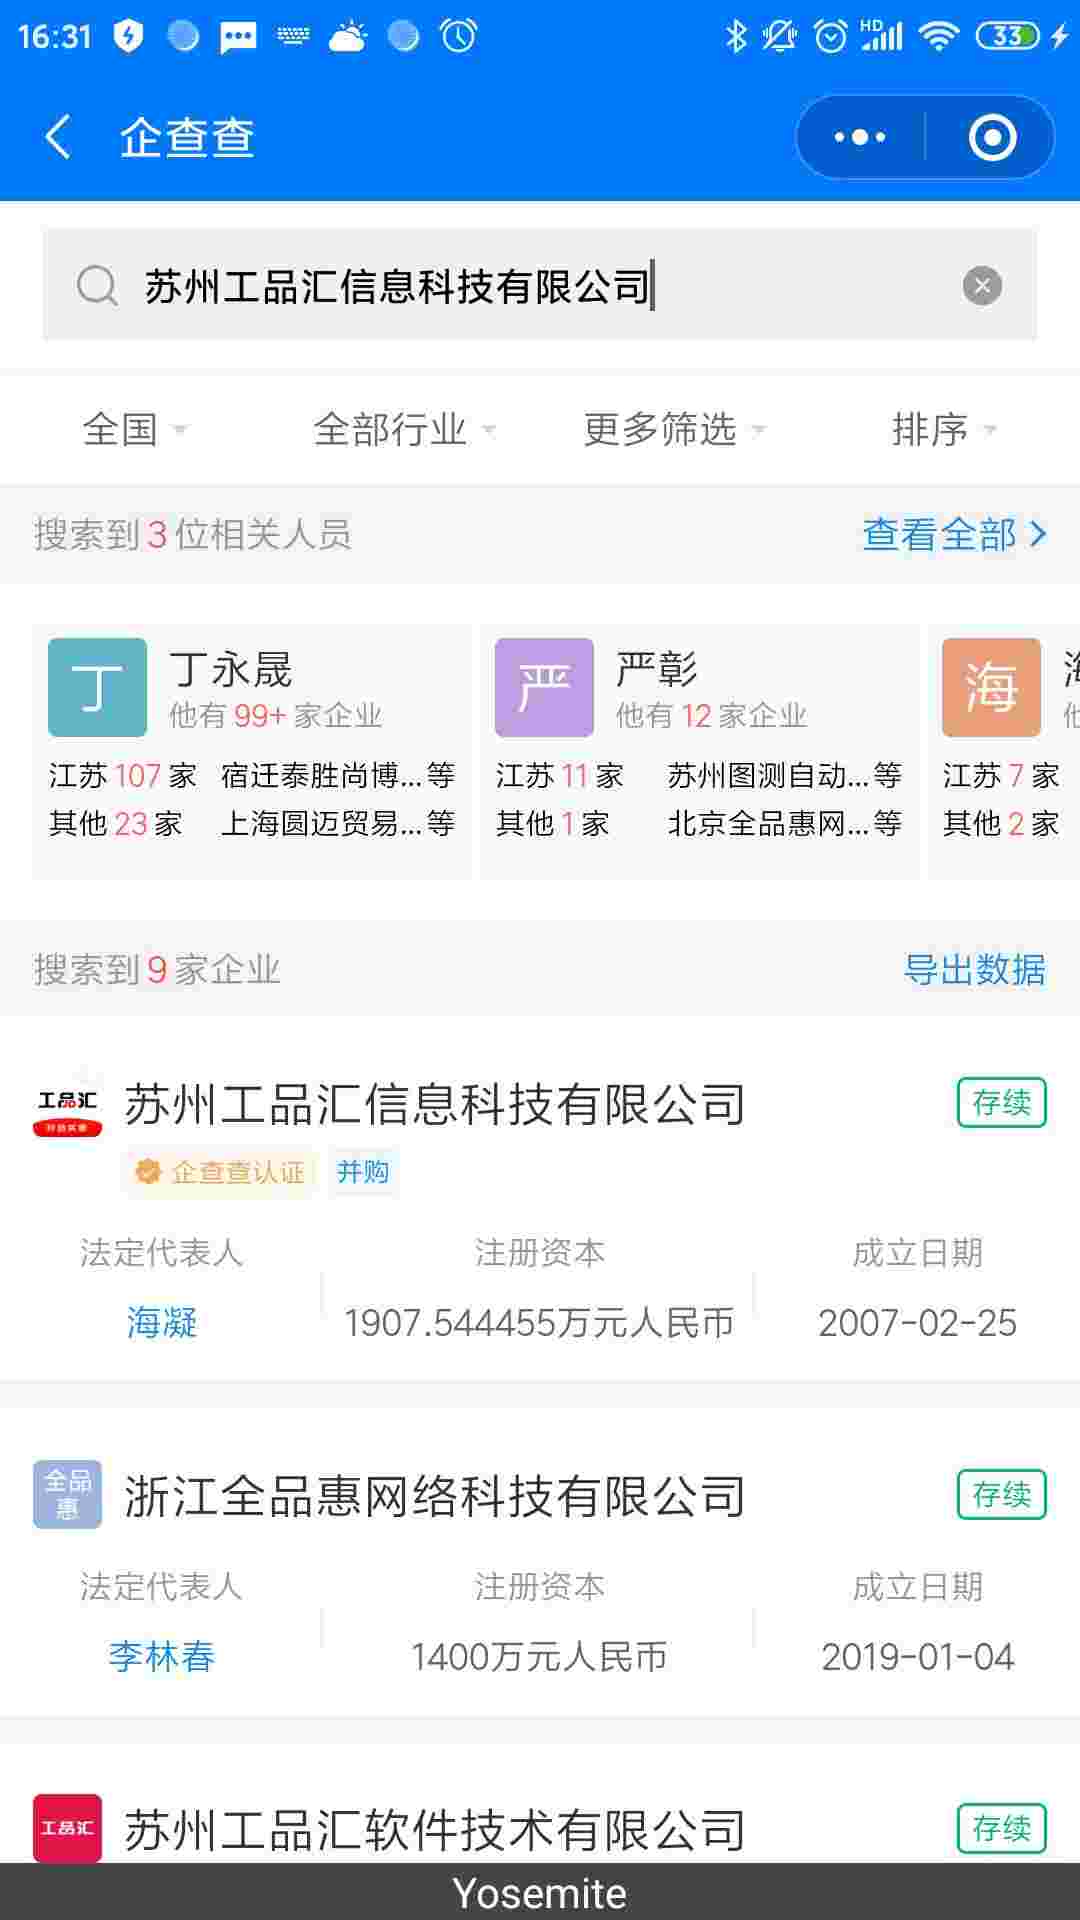 16:31 HD 33
企查查
苏州工品汇信息科技有限公司
全国 全部行业 更多筛选 排序
搜索到3位相关人员 查看全部
丁 丁永晟 严 严彰 海
他有99+家企业 他有12家企业
江苏107家 宿迁泰胜尚博...等 江苏11家 苏州图测自动...等 江苏7家
其他23家 上海圆迈贸易...等 其他1家 北京全品惠网...等 其他2家
搜索到9家企业 导出数据
工品汇 苏州工品汇信息科技有限公司 存续
企查查认证 并购
法定代表人 注册资本 成立日期
海凝 1907.544455万元人民币 2007-02-25
全品惠 浙江全品惠网络科技有限公司 存续
法定代表人 注册资本 成立日期
李林春 1400万元人民币 2019-01-04
工品汇 苏州工品汇软件技术有限公司 存续
Yosemite